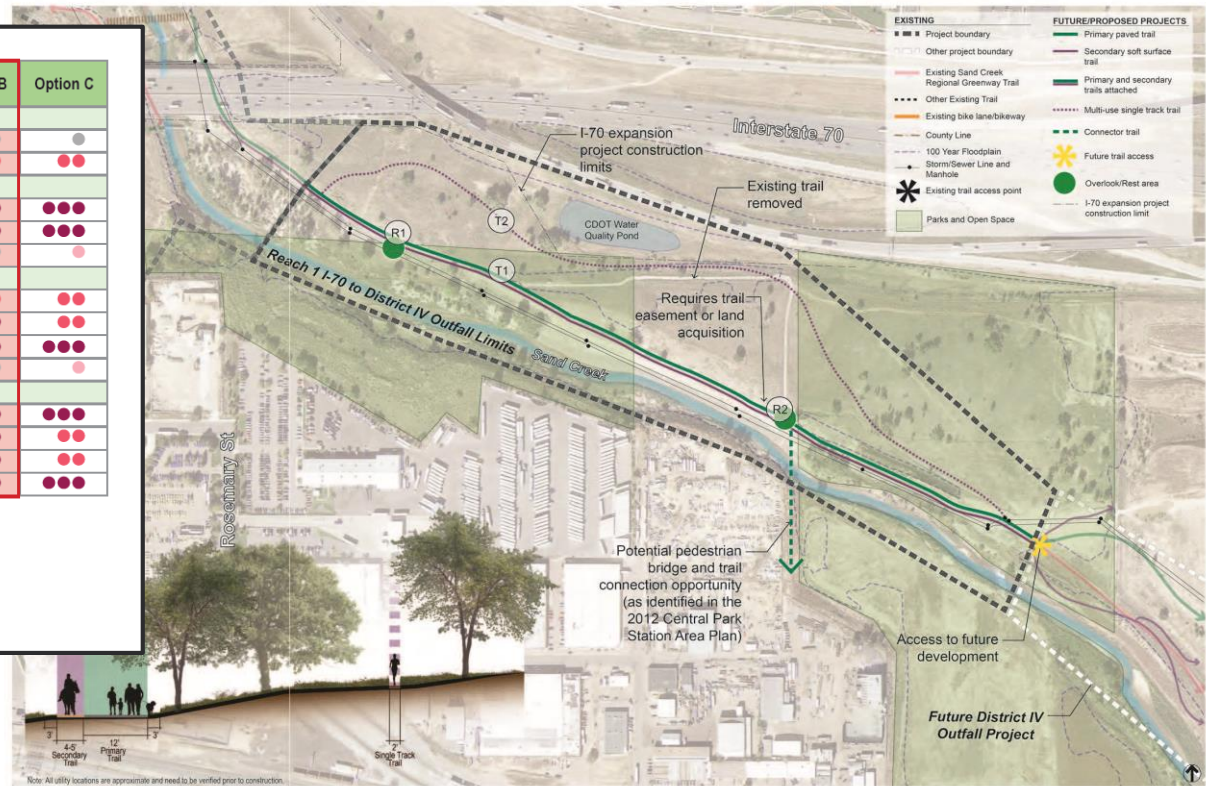 B
Option C
EXISTING
Project boundary
Other project boundary
Existing Sand Creek
Regional Greenway Trail
Other Existing Trail
Existing bike lane/bikeway
County Line
100 Year Floodplain
Storm/Sewer Line and
Manhole
Existing trail access point
Parks and Open Space
FUTURE/PROPOSED PROJECTS
Primary paved trail
Secondary soft surface
trail
Primary and secondary
trails attached
Multi-use single track trail
Connector trail
Future trail access
Overlook/Rest area
I-70 expansion project
construction limit
Interstate 70
I-70 expansion
project construction
limits
Existing trail
removed
T2
CDOT Water
Quality Pond
R1
T1
Reach 1 I-70 to District IV Outfall Limits
Requires trail
easement or land
acquisition
Sand Creek
R2
Rosemary St
Potential pedestrian
bridge and trail
connection opportunity
(as identified in the
2012 Central Park
Station Area Plan)
Access to future
development
Future District IV
Outfall Project
3'
4-5'
Secondary
Trail
12'
Primary
Trail
3'
2'
Single Track
Trail
Note: All utility locations are approximate and need to be verified prior to construction.